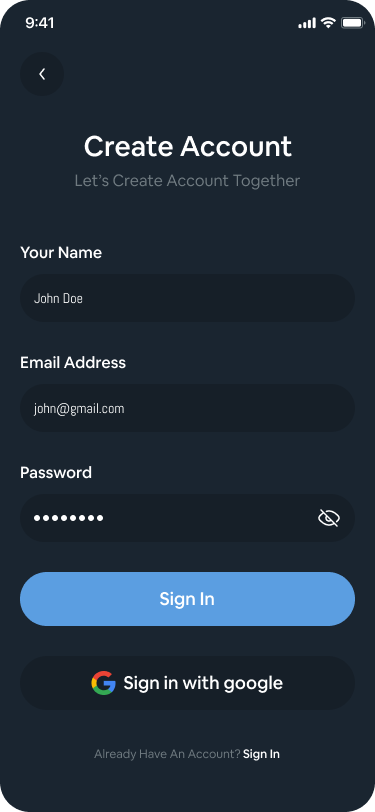 9:41
Create Account
Let’s Create Account Together
Your Name
John Doe
Email Address
john@gmail.com
Password
Sign In
Sign in with google
Already Have An Account? Sign In